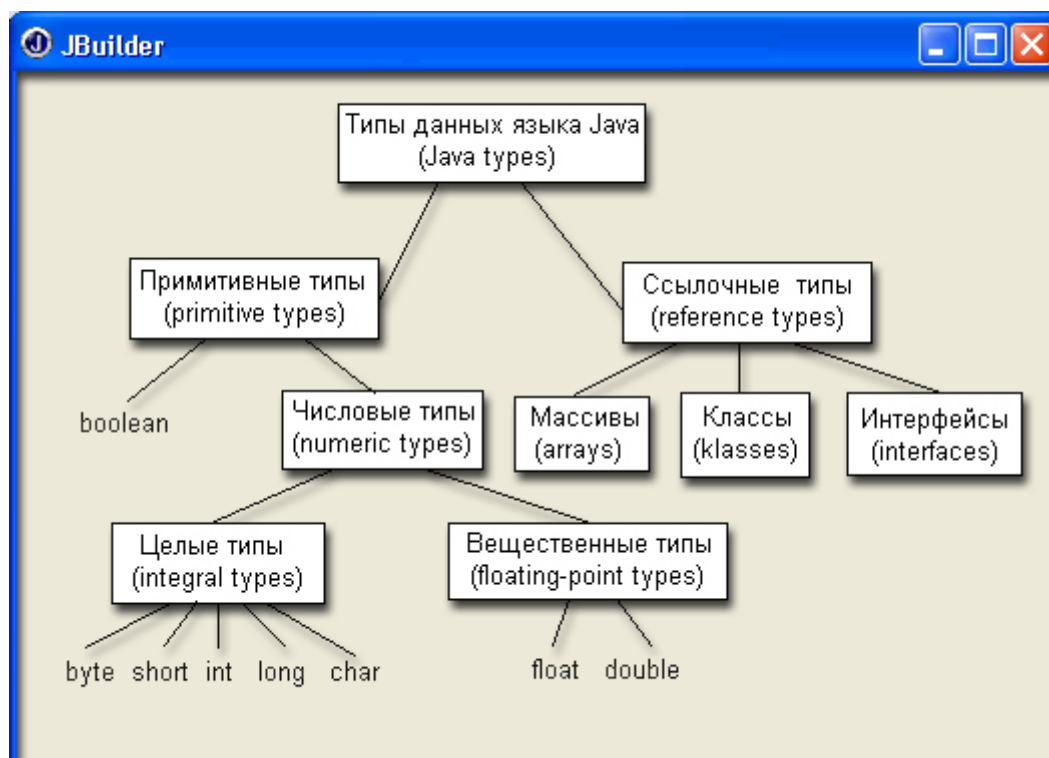 JBuilder
Типы данных языка Java
(Java types)
Примитивные типы
(primitive types)
Ссылочные типы
(reference types)
boolean
Числовые типы
(numeric types)
Массивы
(arrays)
Классы
(klasses)
Интерфейсы
(interfaces)
Целые типы
(integral types)
Вещественные типы
(floating-point types)
byte short int long char
float double